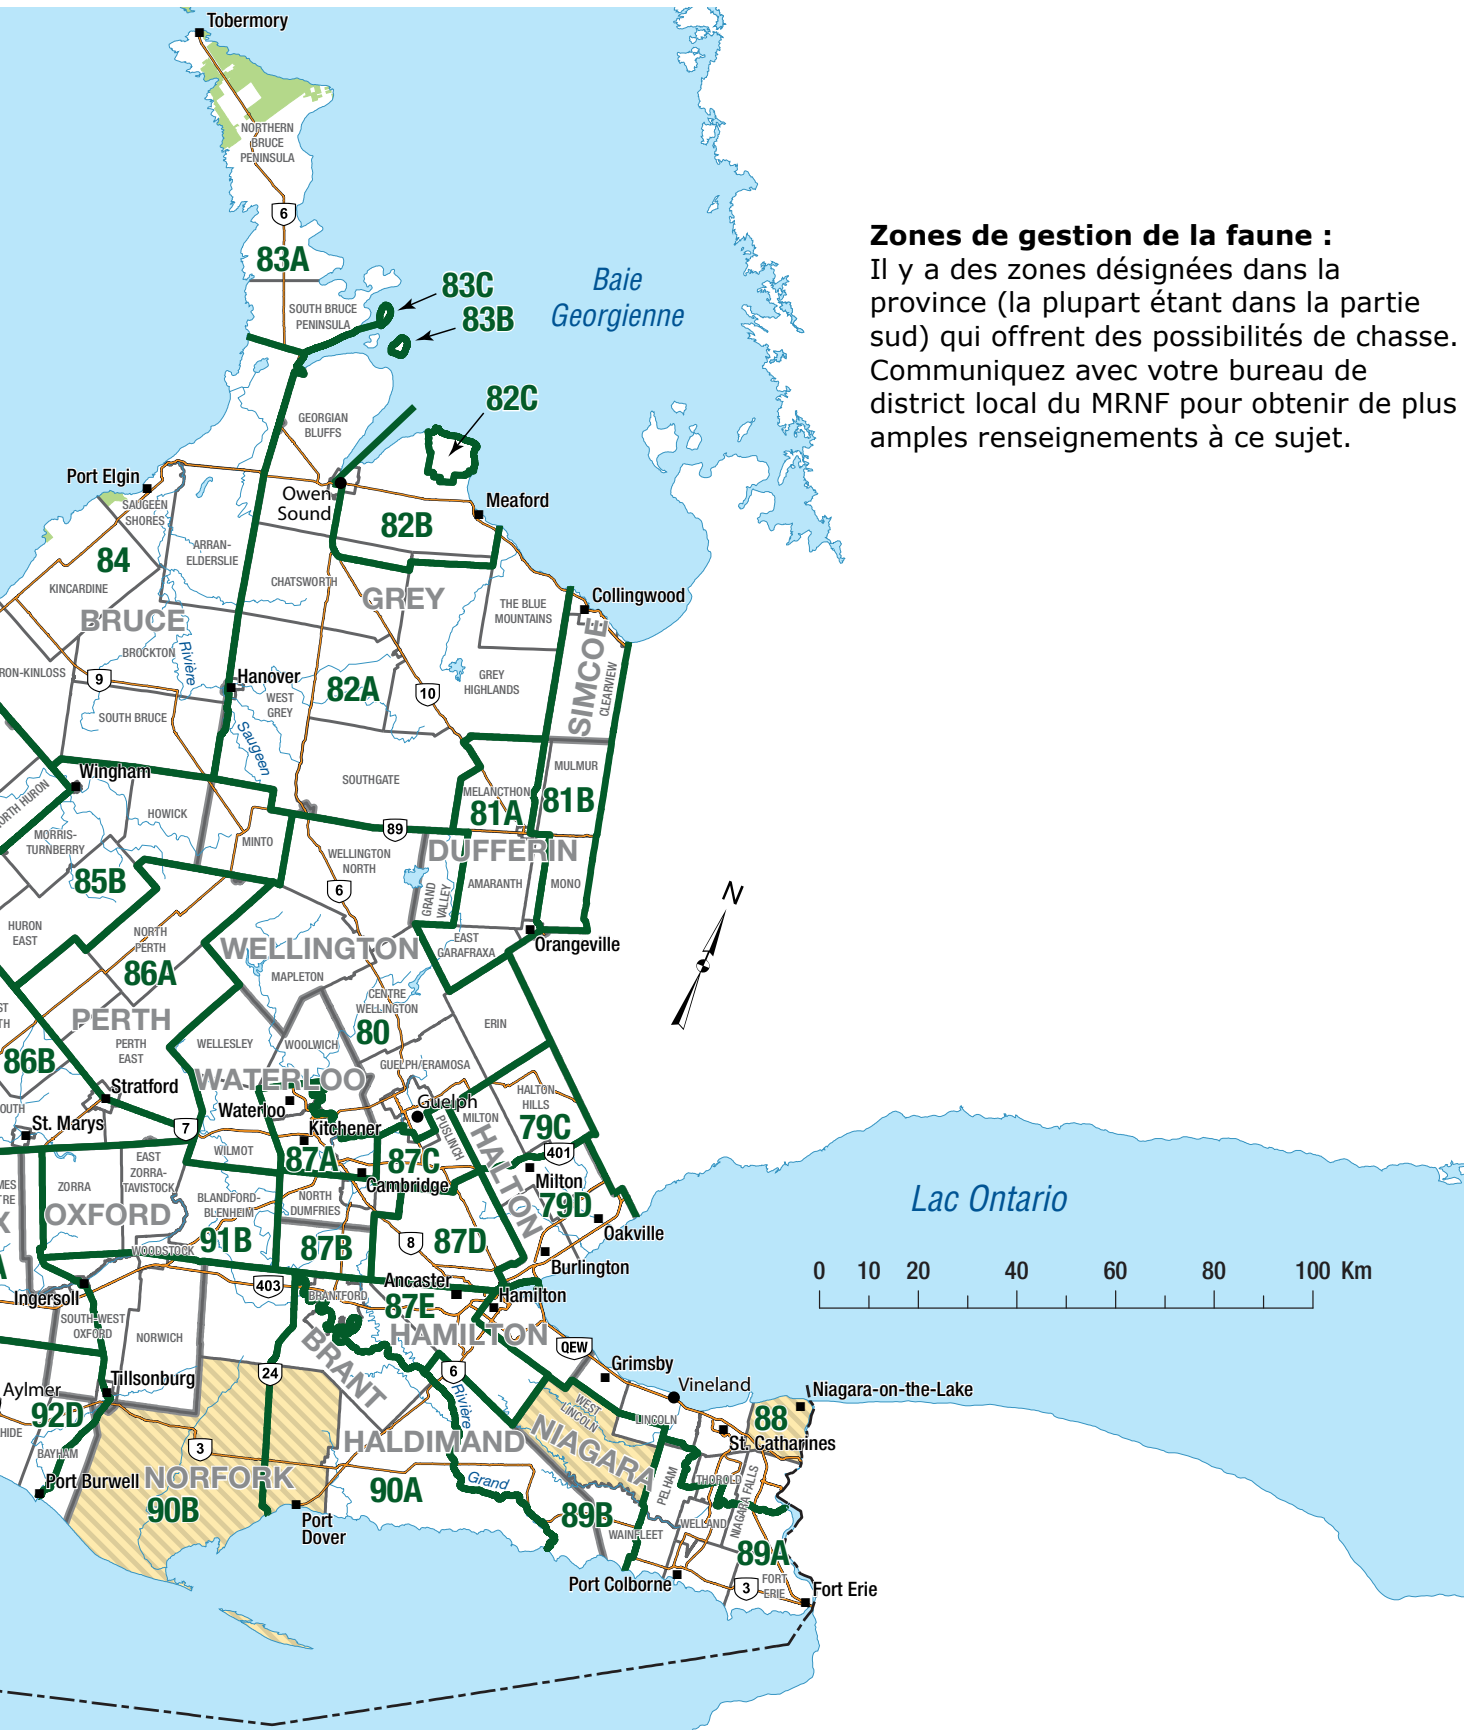 Tobermory
NORTHERN
BRUCE
PENINSULA
6
83A
Zones de gestion de la faune :
Il y a des zones désignées dans la
province (la plupart étant dans la partie
sud) qui offrent des possibilités de chasse.
Communiquez avec votre bureau de
district local du MRNF pour obtenir de plus
amples renseignements à ce sujet.
Baie
Georgienne
83C
83B
SOUTH BRUCE
PENINSULA
82C
GEORGIAN
BLUFFS
Port Elgin
SAUGEEN
SHORES
Owen
Sound
Meaford
82B
ARRAN-
ELDERSLIE
84
KINCARDINE
CHATSWORTH
GREY
THE BLUE
MOUNTAINS
Collingwood
BRUCE
BROCKTON
Rivière
RON-KINLOSS
9
Hanover
WEST
GREY
82A
10
GREY
HIGHLANDS
SIMCOE
CLEARVIEW
SOUTH BRUCE
Saugeen
Wingham
SOUTHGATE
MULMUR
MELANCTHON
81A
81B
ORTH HURON
HOWICK
MORRIS-
TURNBERRY
MINTO
89
WELLINGTON
NORTH
DUFFERIN
85B
6
GRAND
VALLEY
AMARANTH
MONO
N
HURON
EAST
NORTH
PERTH
86A
WELLINGTON
MAPLETON
EAST
GARAFRAXA
Orangeville
ST
TH
PERTH
PERTH
EAST
CENTRE
WELLINGTON
80
ERIN
WELLESLEY
WOOLWICH
86B
GUELPH/ERAMOSA
Stratford
WATERLOO
Waterloo
Guelph
HALTON
HILLS
OUTH
St. Marys
7
Kitchener
PUSLINCH
MILTON
79C
HALTON
401
WILMOT
87A
87C
Cambridge
Milton
79D
EAST
ZORRA-
TAVISTOCK
ZORRA
MES
TRE
X
OXFORD
BLANDFORD-
BLENHEIM
NORTH
DUMFRIES
Lac Ontario
91B
87B
8
87D
Oakville
WOODSTOCK
Burlington
A
Ingersoll
403
Ancaster
BRANTFORD
87E
Hamilton
0 10 20 40 60 80 100 Km
SOUTH-WEST
OXFORD
NORWICH
BRANT
HAMILTON
QEW
Grimsby
24
6
Rivière
Vineland
Niagara-on-the-Lake
Aylmer
Tillsonburg
92D
HIDE
BAYHAM
WEST
LINCOLN
LINCOLN
88
St. Catharines
3
HALDIMAND
NIAGARA
Port Burwell
NORFORK
90B
90A
Grand
PELHAM
THOROLD
NIAGARA FALLS
Port
Dover
89B
WAINFLEET
WELLAND
89A
Port Colborne
3
FORT
ERIE
Fort Erie